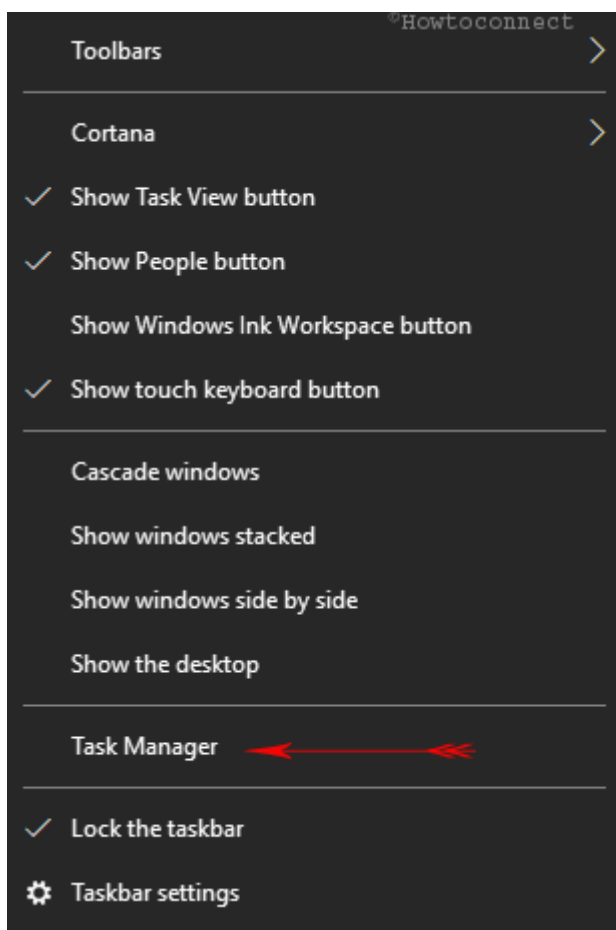 ©Howtoconnect
Toolbars
Cortana
Show Task View button
Show People button
Show Windows Ink Workspace button
Show touch keyboard button
Cascade windows
Show windows stacked
Show windows side by side
Show the desktop
Task Manager
Lock the taskbar
Taskbar settings